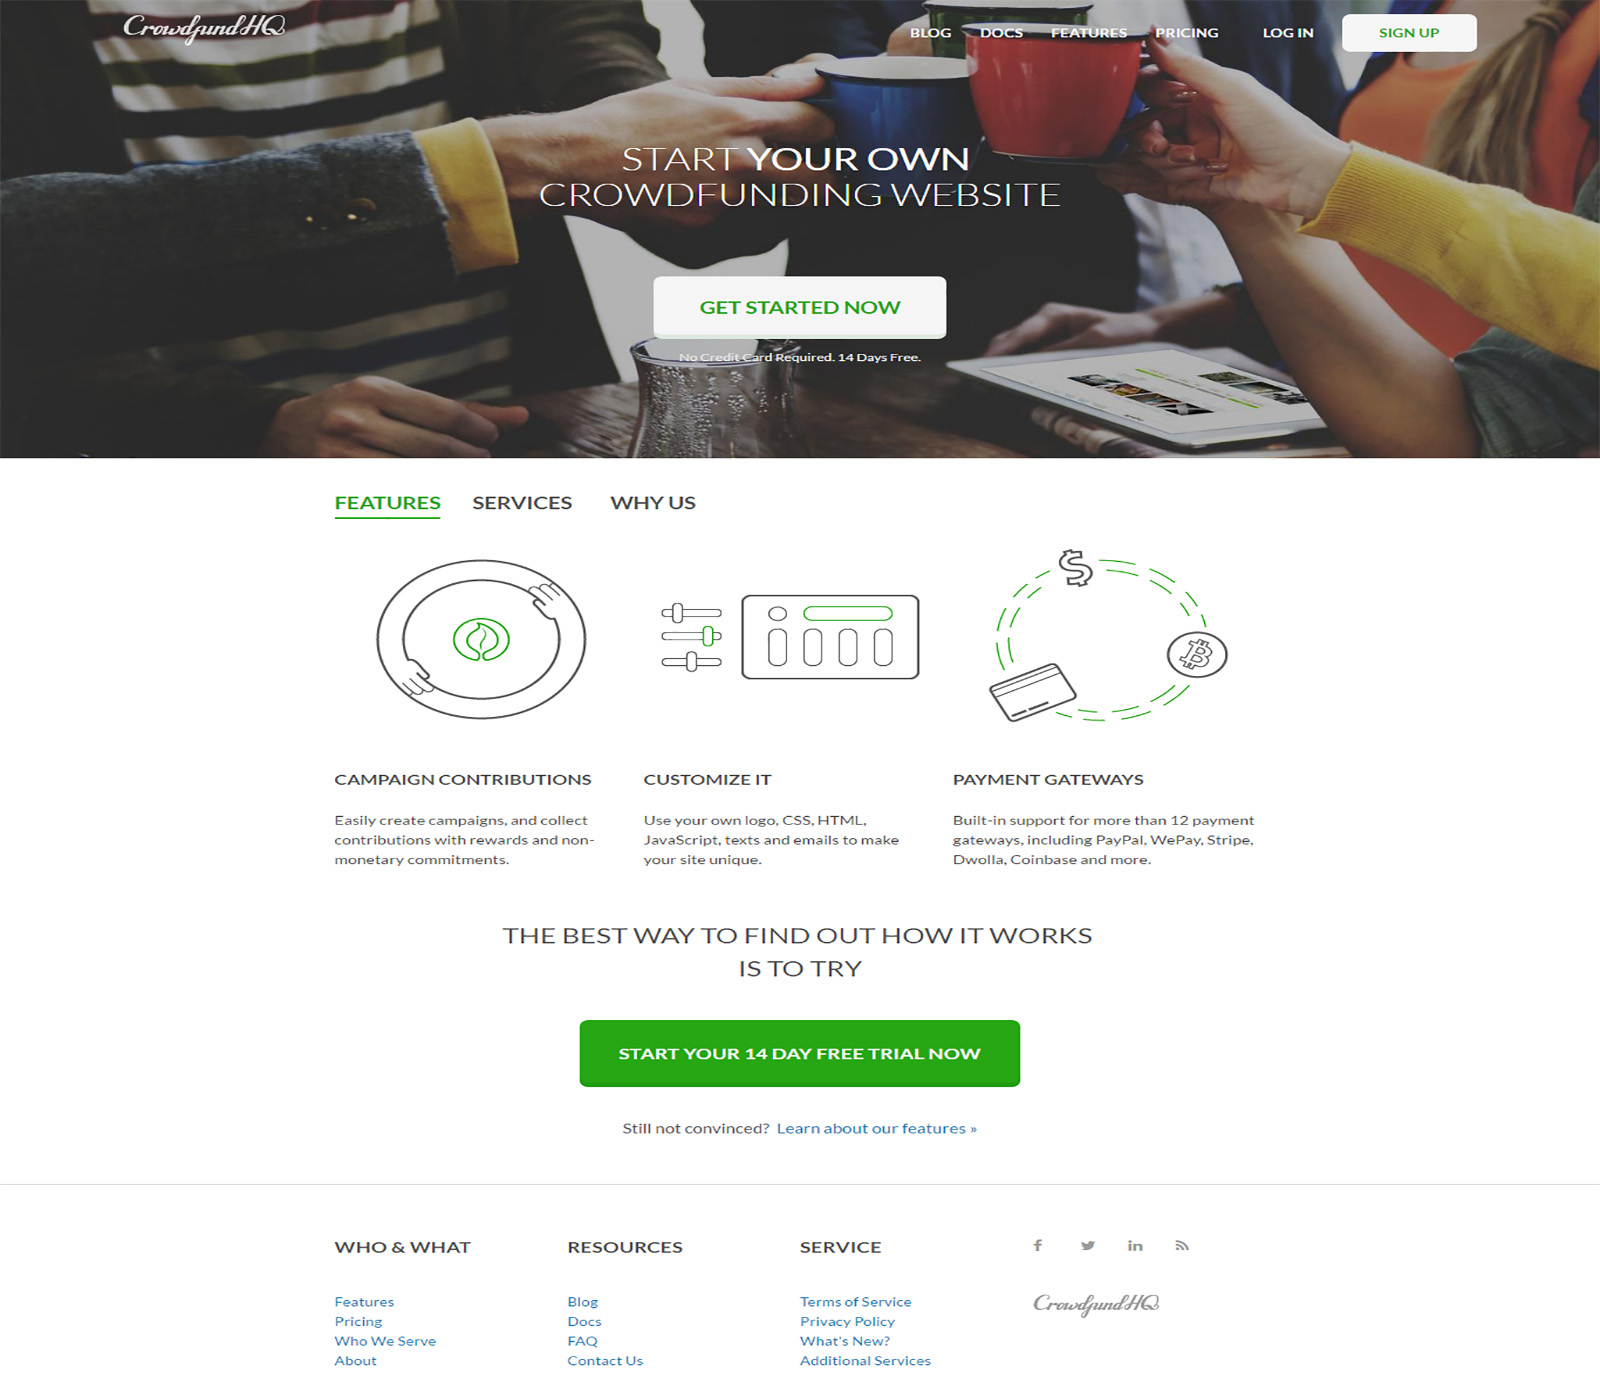 CrowdfundHQ
BLOG DOCS FEATURES PRICING LOG IN SIGN UP
START YOUR OWN
CROWDFUNDING WEBSITE
GET STARTED NOW
No Credit Card Required. 14 Days Free.
FEATURES SERVICES WHY US
CAMPAIGN CONTRIBUTIONS
Easily create campaigns, and collect
contributions with rewards and non-
monetary commitments.
CUSTOMIZE IT
Use your own logo, CSS, HTML,
JavaScript, texts and emails to make
your site unique.
PAYMENT GATEWAYS
Built-in support for more than 12 payment
gateways, including PayPal, WePay, Stripe,
Dwolla, Coinbase and more.
THE BEST WAY TO FIND OUT HOW IT WORKS
IS TO TRY
START YOUR 14 DAY FREE TRIAL NOW
Still not convinced? Learn about our features »
WHO & WHAT
Features
Pricing
Who We Serve
About
RESOURCES
Blog
Docs
FAQ
Contact Us
SERVICE
Terms of Service
Privacy Policy
What's New?
Additional Services
CrowdfundHQ